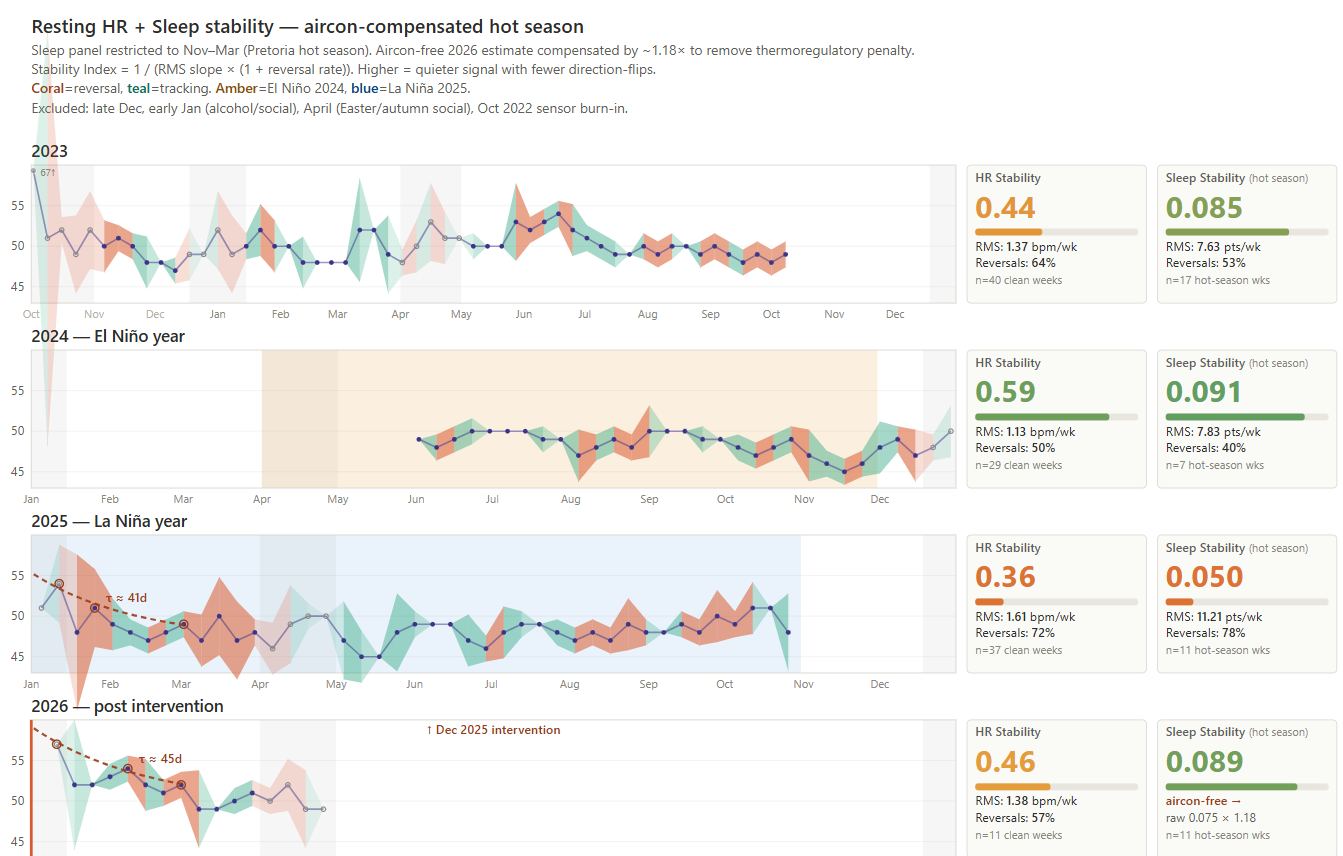 Resting HR + Sleep stability — aircon-compensated hot season
Sleep panel restricted to Nov–Mar (Pretoria hot season). Aircon-free 2026 estimate compensated by ~1.18× to remove thermoregulatory penalty.
Stability Index = 1 / (RMS slope × (1 + reversal rate)). Higher = quieter signal with fewer direction-flips.
Coral=reversal, teal=tracking. Amber=El Niño 2024, blue=La Niña 2025.
Excluded: late Dec, early Jan (alcohol/social), April (Easter/autumn social), Oct 2022 sensor burn-in.
2023
67↑
55
50
45
Oct Nov Dec Jan Feb Mar Apr May Jun Jul Aug Sep Oct Nov Dec
HR Stability
0.44
RMS: 1.37 bpm/wk
Reversals: 64%
n=40 clean weeks
Sleep Stability (hot season)
0.085
RMS: 7.63 pts/wk
Reversals: 53%
n=17 hot-season wks
2024 — El Niño year
55
50
45
Jan Feb Mar Apr May Jun Jul Aug Sep Oct Nov Dec
HR Stability
0.59
RMS: 1.13 bpm/wk
Reversals: 50%
n=29 clean weeks
Sleep Stability (hot season)
0.091
RMS: 7.83 pts/wk
Reversals: 40%
n=7 hot-season wks
2025 — La Niña year
τ ≈ 41d
55
50
45
Jan Feb Mar Apr May Jun Jul Aug Sep Oct Nov Dec
HR Stability
0.36
RMS: 1.61 bpm/wk
Reversals: 72%
n=37 clean weeks
Sleep Stability (hot season)
0.050
RMS: 11.21 pts/wk
Reversals: 78%
n=11 hot-season wks
2026 — post intervention
↑ Dec 2025 intervention
τ ≈ 45d
55
50
45
HR Stability
0.46
RMS: 1.38 bpm/wk
Reversals: 57%
n=11 clean weeks
Sleep Stability (hot season)
0.089
aircon-free →
raw 0.075 × 1.18
n=11 hot-season wks